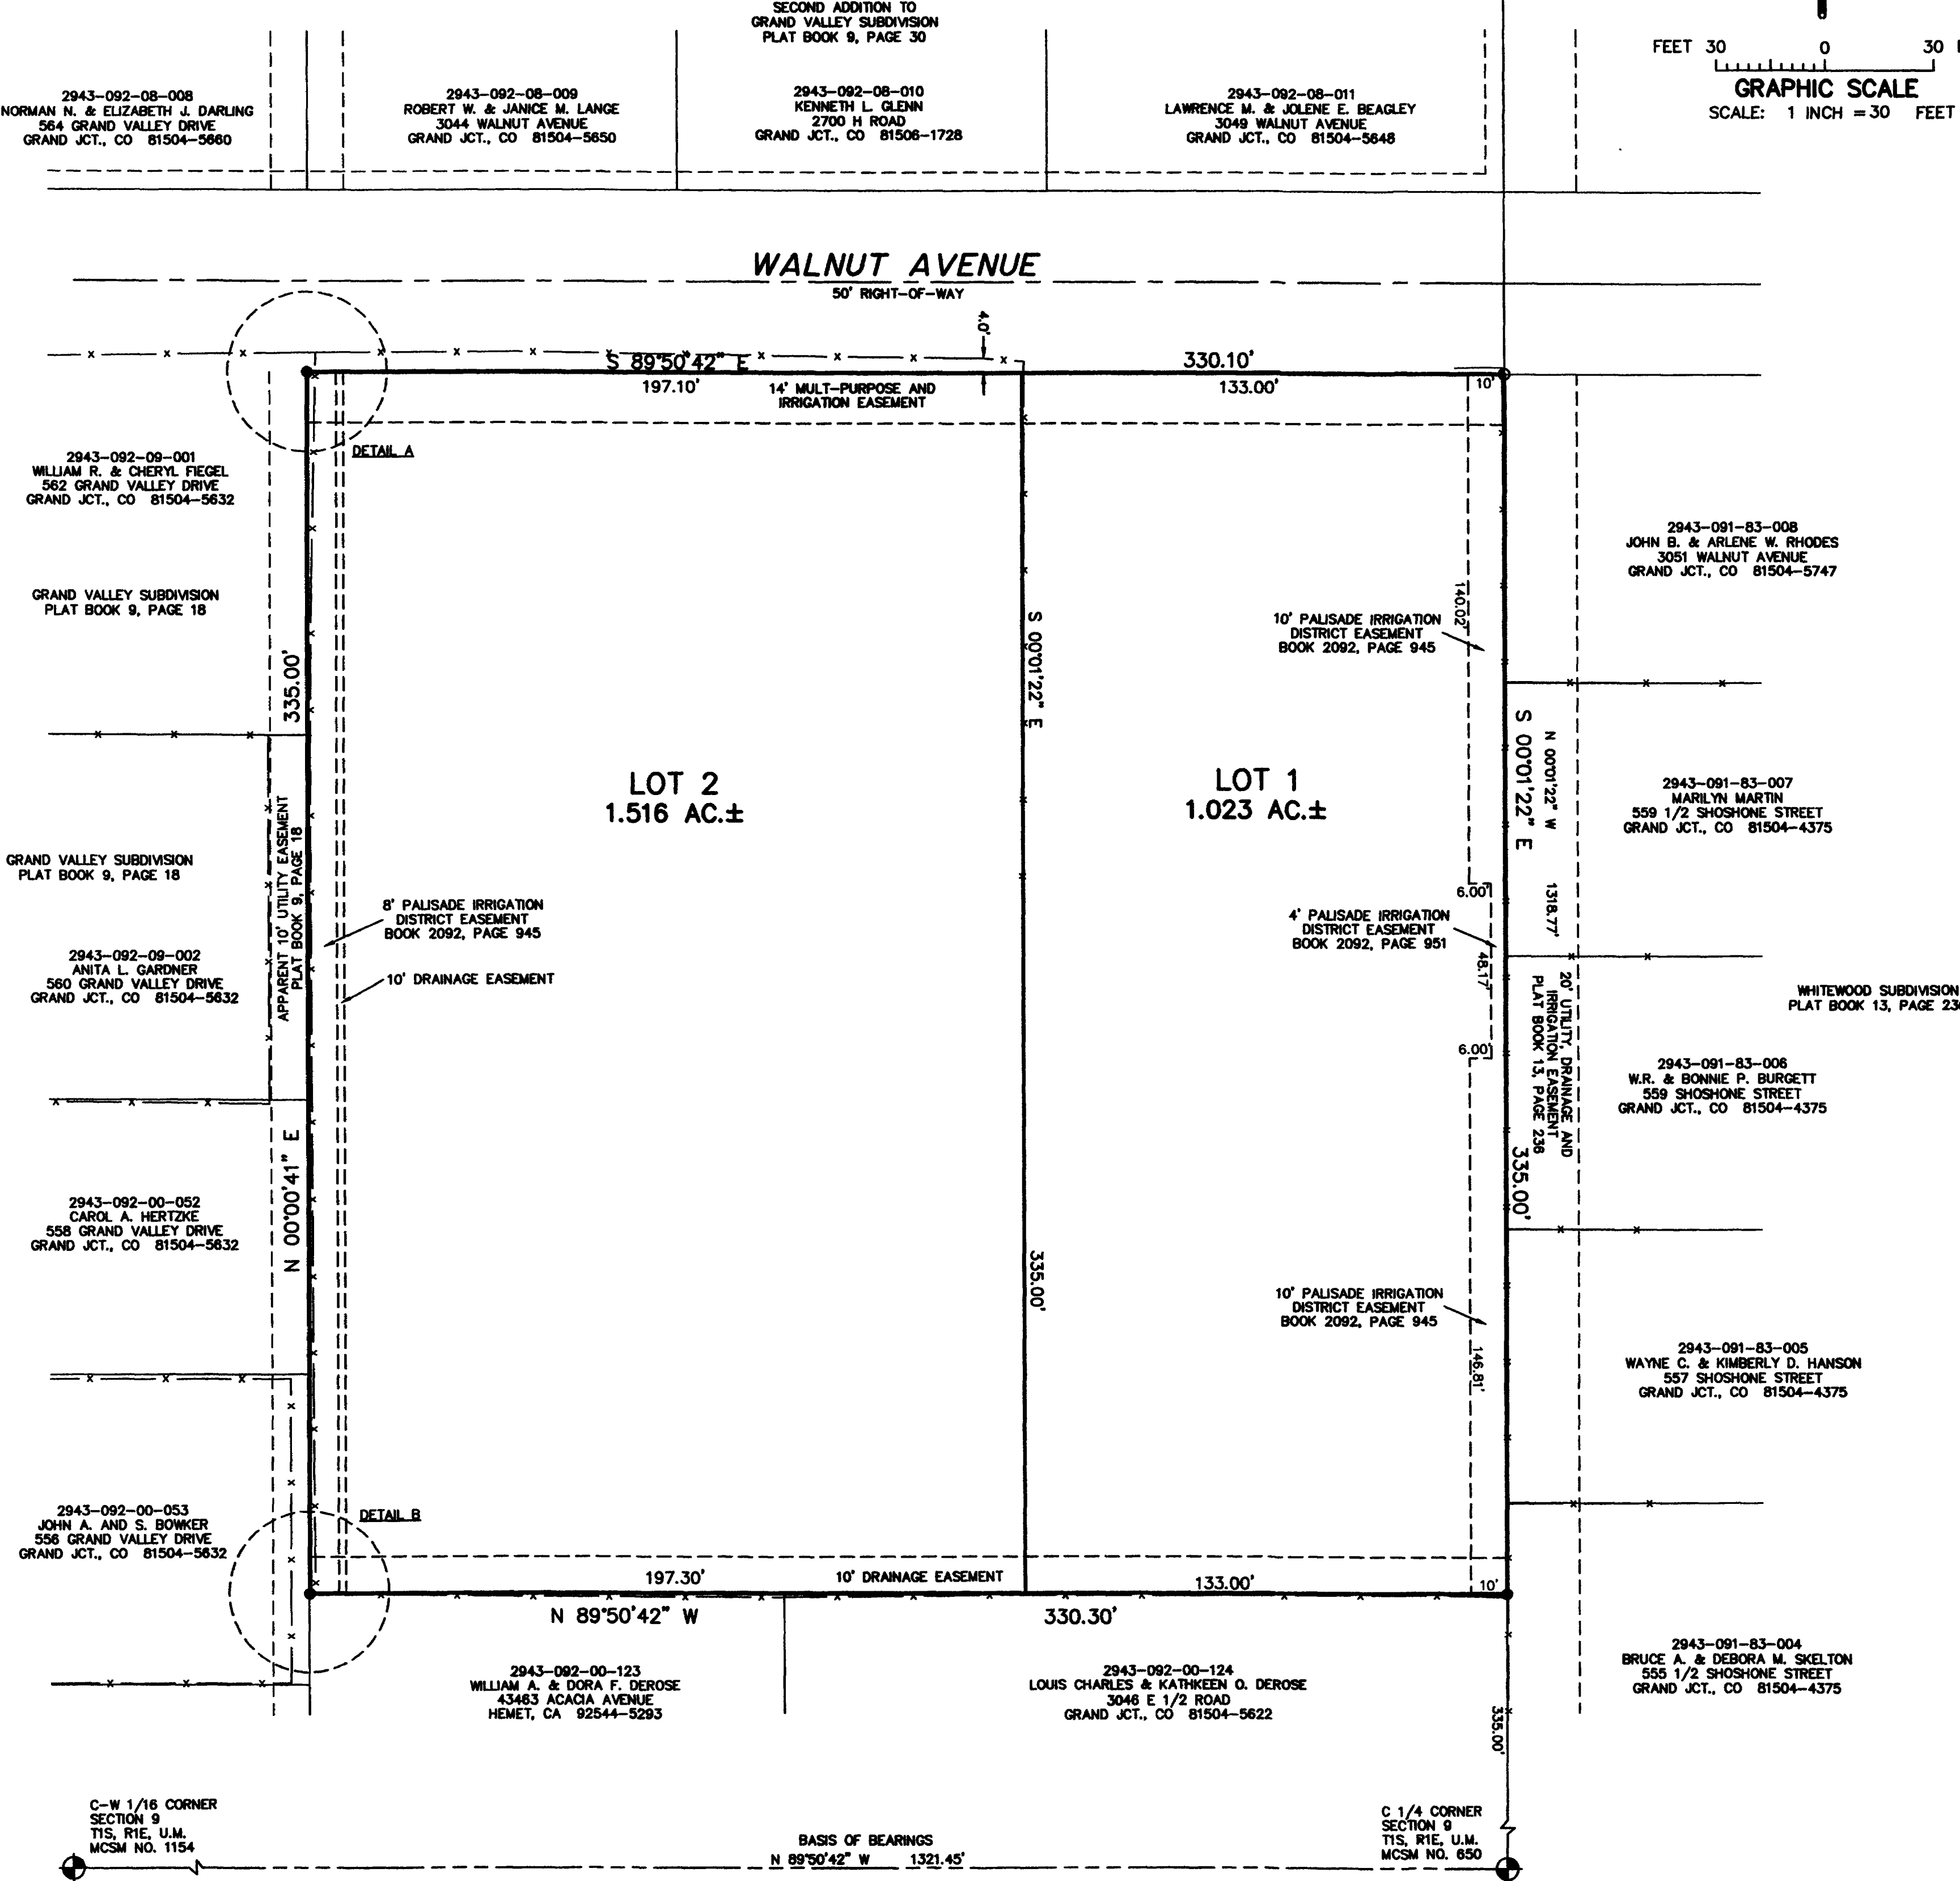 SECOND ADDITION TO
GRAND VALLEY SUBDIVISION
PLAT BOOK 9, PAGE 30
FEET 30 0 30
GRAPHIC SCALE
SCALE: 1 INCH = 30 FEET
2943-092-08-008
NORMAN N. & ELIZABETH J. DARLING
564 GRAND VALLEY DRIVE
GRAND JCT., CO 81504-5660
2943-092-08-009
ROBERT W. & JANICE M. LANGE
3044 WALNUT AVENUE
GRAND JCT., CO 81504-5650
2943-092-08-010
KENNETH L. GLENN
2700 H ROAD
GRAND JCT., CO 81506-1728
2943-092-08-011
LAWRENCE M. & JOLENE E. BEAGLEY
3049 WALNUT AVENUE
GRAND JCT., CO 81504-5648
WALNUT AVENUE
50' RIGHT-OF-WAY
4.0'
S 89°50'42" E
330.10'
197.10'
14' MULT-PURPOSE AND
IRRIGATION EASEMENT
133.00'
10'
DETAIL A
2943-092-09-001
WILLIAM R. & CHERYL FIEGEL
562 GRAND VALLEY DRIVE
GRAND JCT., CO 81504-5632
GRAND VALLEY SUBDIVISION
PLAT BOOK 9, PAGE 18
335.00'
S 00°01'22" E
140.02'
10' PALISADE IRRIGATION
DISTRICT EASEMENT
BOOK 2092, PAGE 945
2943-091-83-008
JOHN B. & ARLENE W. RHODES
3051 WALNUT AVENUE
GRAND JCT., CO 81504-5747
LOT 2
1.516 AC.±
LOT 1
1.023 AC.±
S 00°01'22" E
N 00°01'22" W 1318.77'
2943-091-83-007
MARILYN MARTIN
559 1/2 SHOSHONE STREET
GRAND JCT., CO 81504-4375
GRAND VALLEY SUBDIVISION
PLAT BOOK 9, PAGE 18
APPARENT 10' UTILITY EASEMENT
PLAT BOOK 9, PAGE 18
8' PALISADE IRRIGATION
DISTRICT EASEMENT
BOOK 2092, PAGE 945
10' DRAINAGE EASEMENT
6.00'
4' PALISADE IRRIGATION
DISTRICT EASEMENT
BOOK 2092, PAGE 951
48.17'
6.00'
2943-092-09-002
ANITA L. GARDNER
560 GRAND VALLEY DRIVE
GRAND JCT., CO 81504-5632
20' UTILITY, DRAINAGE AND
IRRIGATION EASEMENT
PLAT BOOK 13, PAGE 236
WHITEWOOD SUBDIVISION
PLAT BOOK 13, PAGE 23
2943-091-83-006
W.R. & BONNIE P. BURGETT
559 SHOSHONE STREET
GRAND JCT., CO 81504-4375
N 00°00'41" E
335.00'
335.00'
2943-092-00-052
CAROL A. HERTZKE
558 GRAND VALLEY DRIVE
GRAND JCT., CO 81504-5632
10' PALISADE IRRIGATION
DISTRICT EASEMENT
BOOK 2092, PAGE 945
146.81'
2943-091-83-005
WAYNE C. & KIMBERLY D. HANSON
557 SHOSHONE STREET
GRAND JCT., CO 81504-4375
2943-092-00-053
JOHN A. AND S. BOWKER
556 GRAND VALLEY DRIVE
GRAND JCT., CO 81504-5632
DETAIL B
197.30'
10' DRAINAGE EASEMENT
133.00'
10'
N 89°50'42" W
330.30'
2943-092-00-123
WILLIAM A. & DORA F. DEROSE
43463 ACACIA AVENUE
HEMET, CA 92544-5293
2943-092-00-124
LOUIS CHARLES & KATHKEEN O. DEROSE
3046 E 1/2 ROAD
GRAND JCT., CO 81504-5622
2943-091-83-004
BRUCE A. & DEBORA M. SKELTON
555 1/2 SHOSHONE STREET
GRAND JCT., CO 81504-4375
335.00'
C-W 1/16 CORNER
SECTION 9
T1S, R1E, U.M.
MCSM NO. 1154
BASIS OF BEARINGS
N 89°50'42" W 1321.45'
C 1/4 CORNER
SECTION 9
T1S, R1E, U.M.
MCSM NO. 650